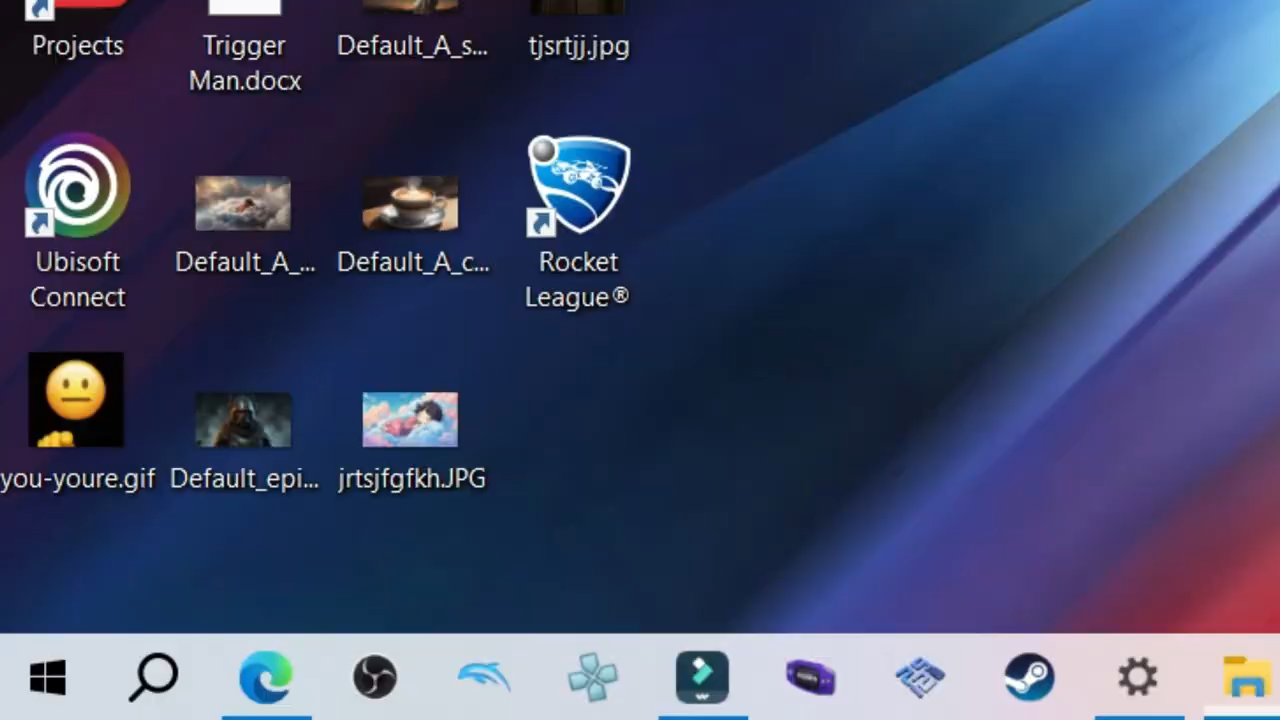 Projects
Trigger
Man.docx
Default_A_s...
tjsrtjj.jpg
Ubisoft
Connect
Default_A_...
Default_A_c...
Rocket
League®
you-youre.gif
Default_epi...
jrtsjfgfkh.JPG